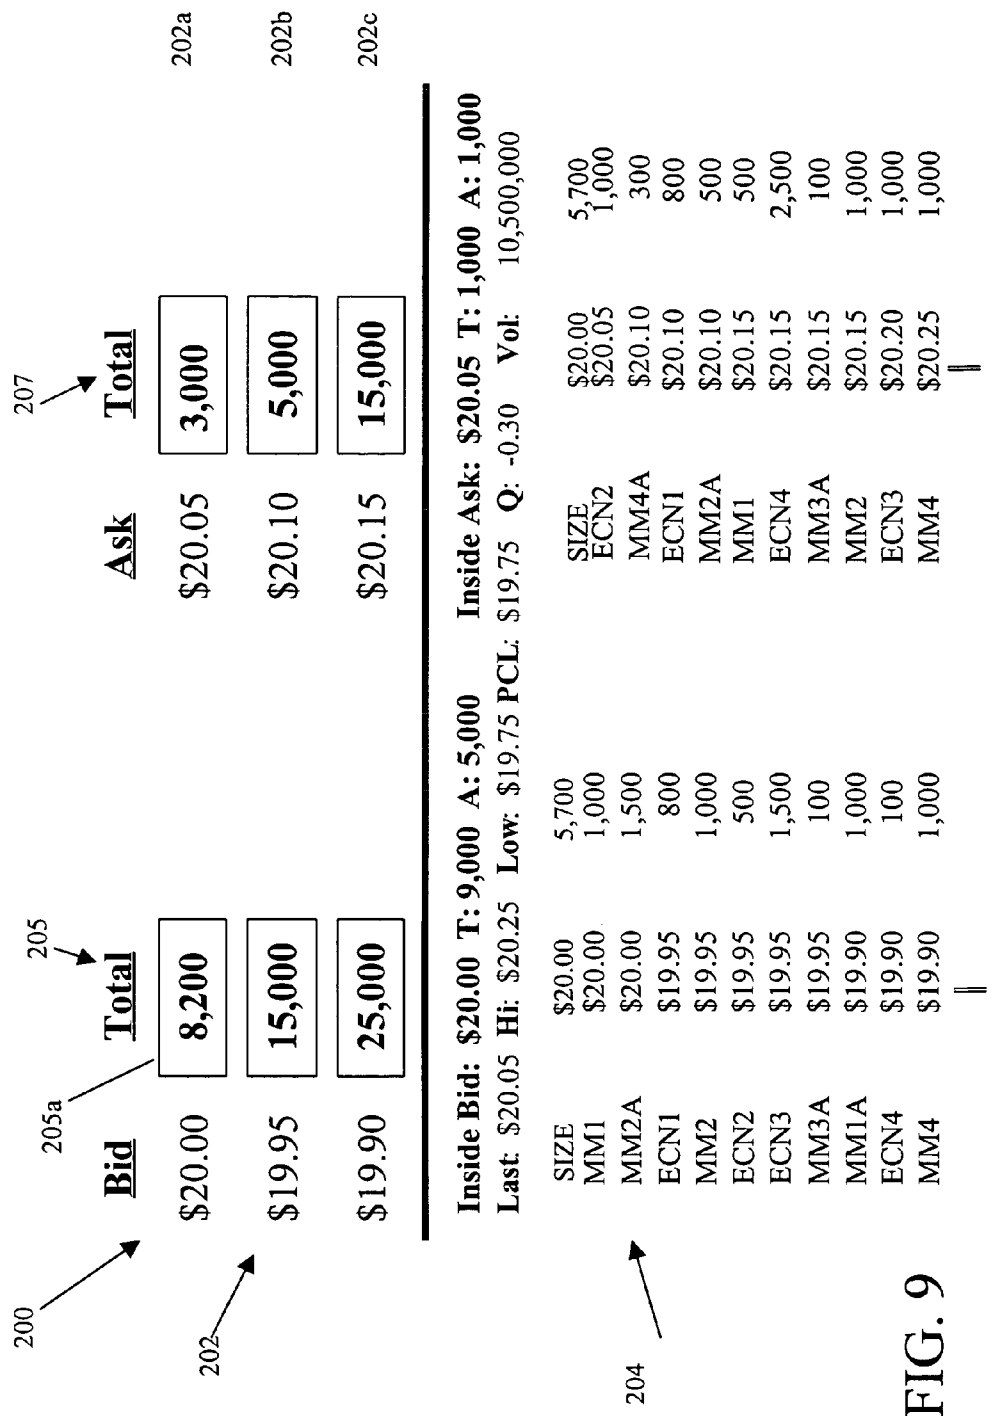 200
205
207
205a
Bid Total Ask Total
$20.00 8,200 $20.05 3,000 202a
202
$19.95 15,000 $20.10 5,000 202b
$19.90 25,000 $20.15 15,000 202c
Inside Bid: $20.00 T: 9,000 A: 5,000 Inside Ask: $20.05 T: 1,000 A: 1,000
Last: $20.05 Hi: $20.25 Low: $19.75 PCL: $19.75 Q: -0.30 Vol: 10,500,000
204
SIZE $20.00 5,700 SIZE $20.00 5,700
MM1 $20.00 1,000 ECN2 $20.05 1,000
MM2A $20.00 1,500 MM4A $20.10 300
ECN1 $19.95 800 ECN1 $20.10 800
MM2 $19.95 1,000 MM2A $20.10 500
ECN2 $19.95 500 MM1 $20.15 500
ECN3 $19.95 1,500 ECN4 $20.15 2,500
MM3A $19.95 100 MM3A $20.15 100
MM1A $19.90 1,000 MM2 $20.15 1,000
ECN4 $19.90 100 ECN3 $20.20 1,000
MM4 $19.90 1,000 MM4 $20.25 1,000
FIG. 9